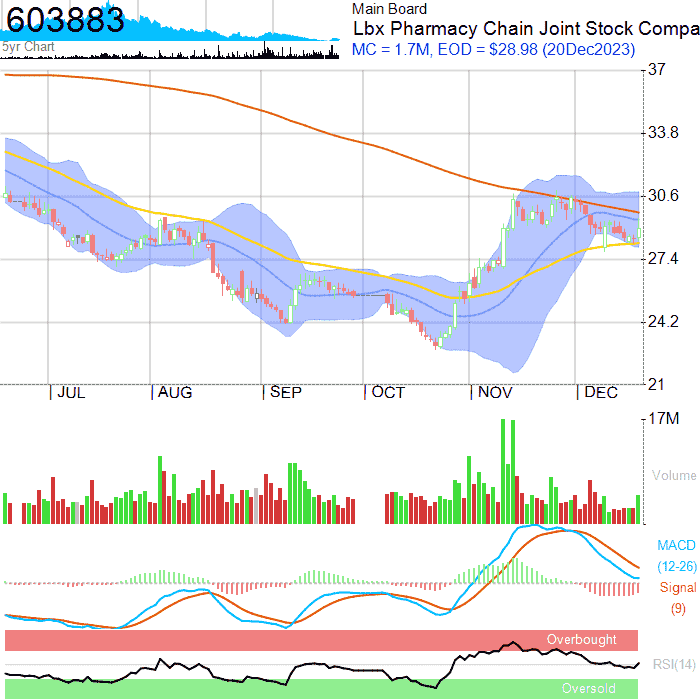 603883
5yr Chart
Main Board
Lbx Pharmacy Chain Joint Stock Compa
MC = 1.7M, EOD = $28.98 (20Dec2023)
37
33.8
30.6
27.4
24.2
21
JUL
AUG
SEP
OCT
NOV
DEC
17M
Volume
MACD
(12-26)
Signal
(9)
Overbought
RSI(14)
Oversold